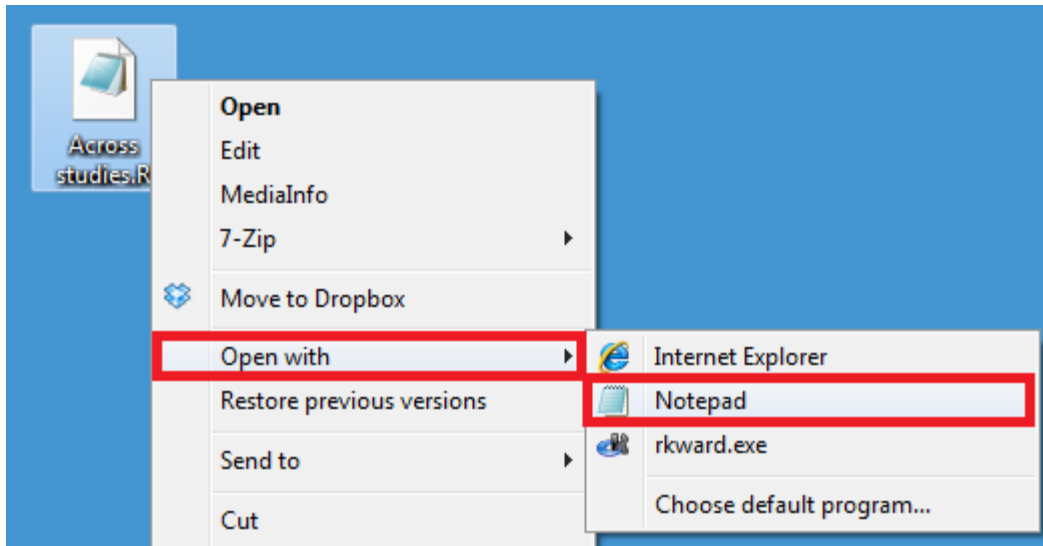 Across
studies.R
Open
Edit
MediaInfo
7-Zip
Move to Dropbox
Open with
Restore previous versions
Send to
Cut
Internet Explorer
Notepad
rkward.exe
Choose default program...